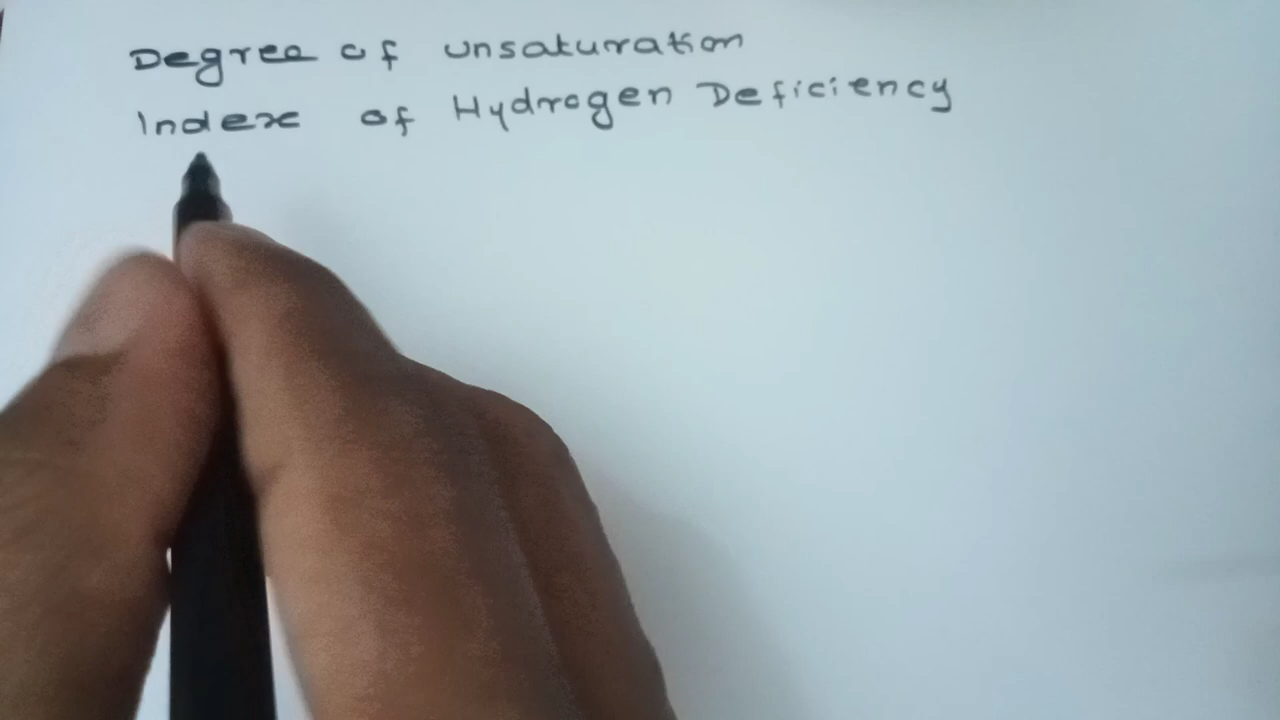 Degree of unsaturation
Index of Hydrogen Deficiency